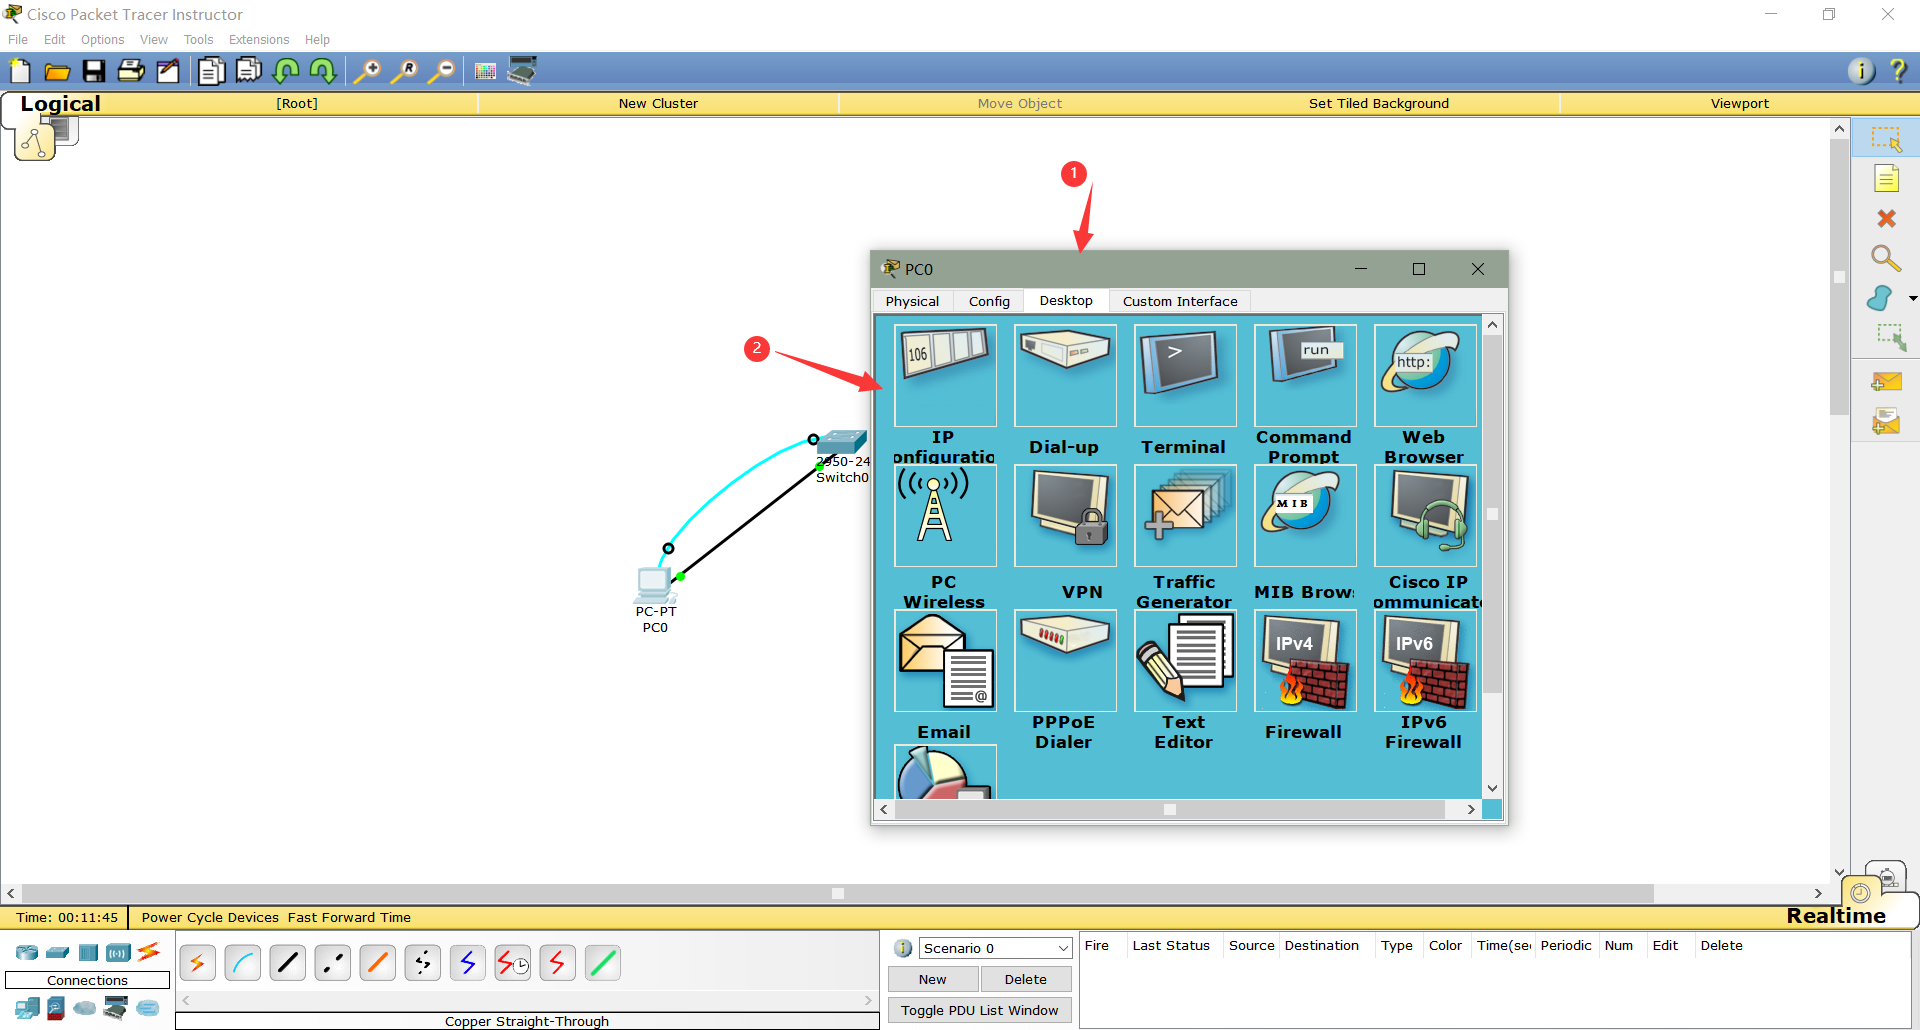 Cisco Packet Tracer Instructor
File Edit Options View Tools Extensions Help
Logical [Root] New Cluster Move Object Set Tiled Background Viewport
1
PC0
Physical Config Desktop Custom Interface
2
106
>
run
http:
IP
onfiguratio
Dial-up
Terminal
Command
Prompt
Web
Browser
2950-24
Switch0
MIB
PC
Wireless
VPN
Traffic
Generator
MIB Brows
Cisco IP
ommunicato
PC-PT
PC0
@
IPv4
IPv6
Email
PPPoE
Dialer
Text
Editor
Firewall
IPv6
Firewall
Time: 00:11:45 Power Cycle Devices Fast Forward Time
Realtime
Connections
Copper Straight-Through
Scenario 0
New Delete
Toggle PDU List Window
Fire Last Status Source Destination Type Color Time(sec Periodic Num Edit Delete